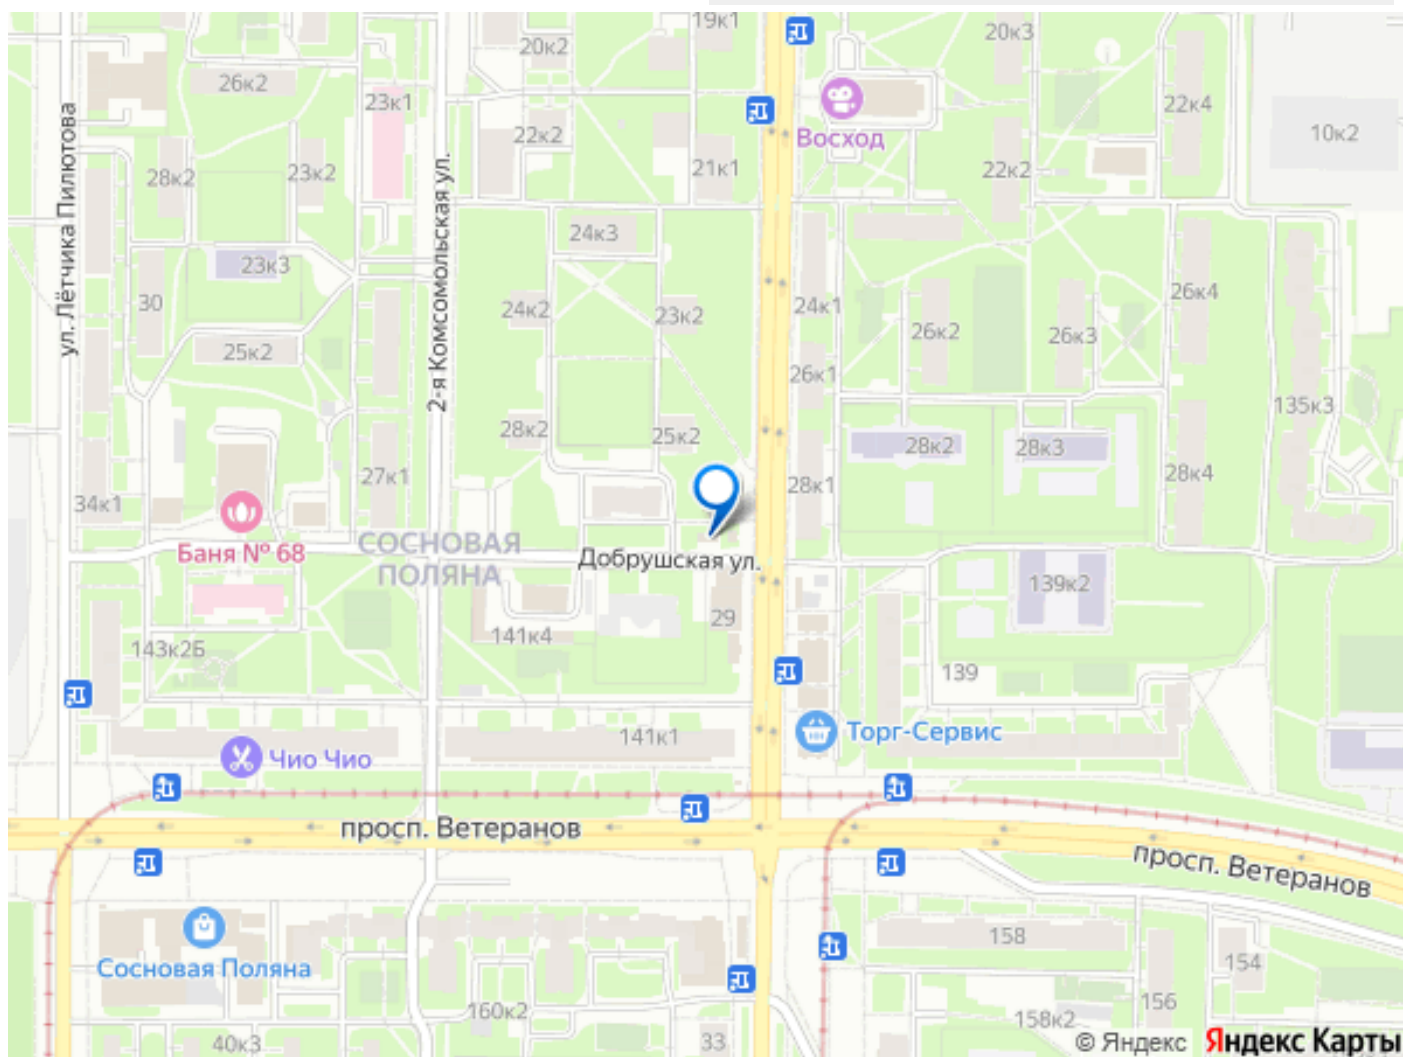 19к1
20к2
20к3
26к2
23к1
22к4
22к2
Восход
10к2
ул. Лётчика Пилютова
28к2
23к2
21к1
22к2
2-я Комсомольская ул.
24к3
23к3
30
24к2
23к2
24к1
26к4
25к2
26к2
26к3
26к1
135к3
28к2
25к2
28к2
28к3
27к1
28к1
28к4
34к1
Баня № 68
СОСНОВАЯ
ПОЛЯНА
Добрушская ул.
139к2
29
141к4
143к2Б
139
141к1
Торг-Сервис
Чио Чио
просп. Ветеранов
просп. Ветеранов
158
Сосновая Поляна
154
160к2
156
158к2
40к3
33
© Яндекс Яндекс Карты